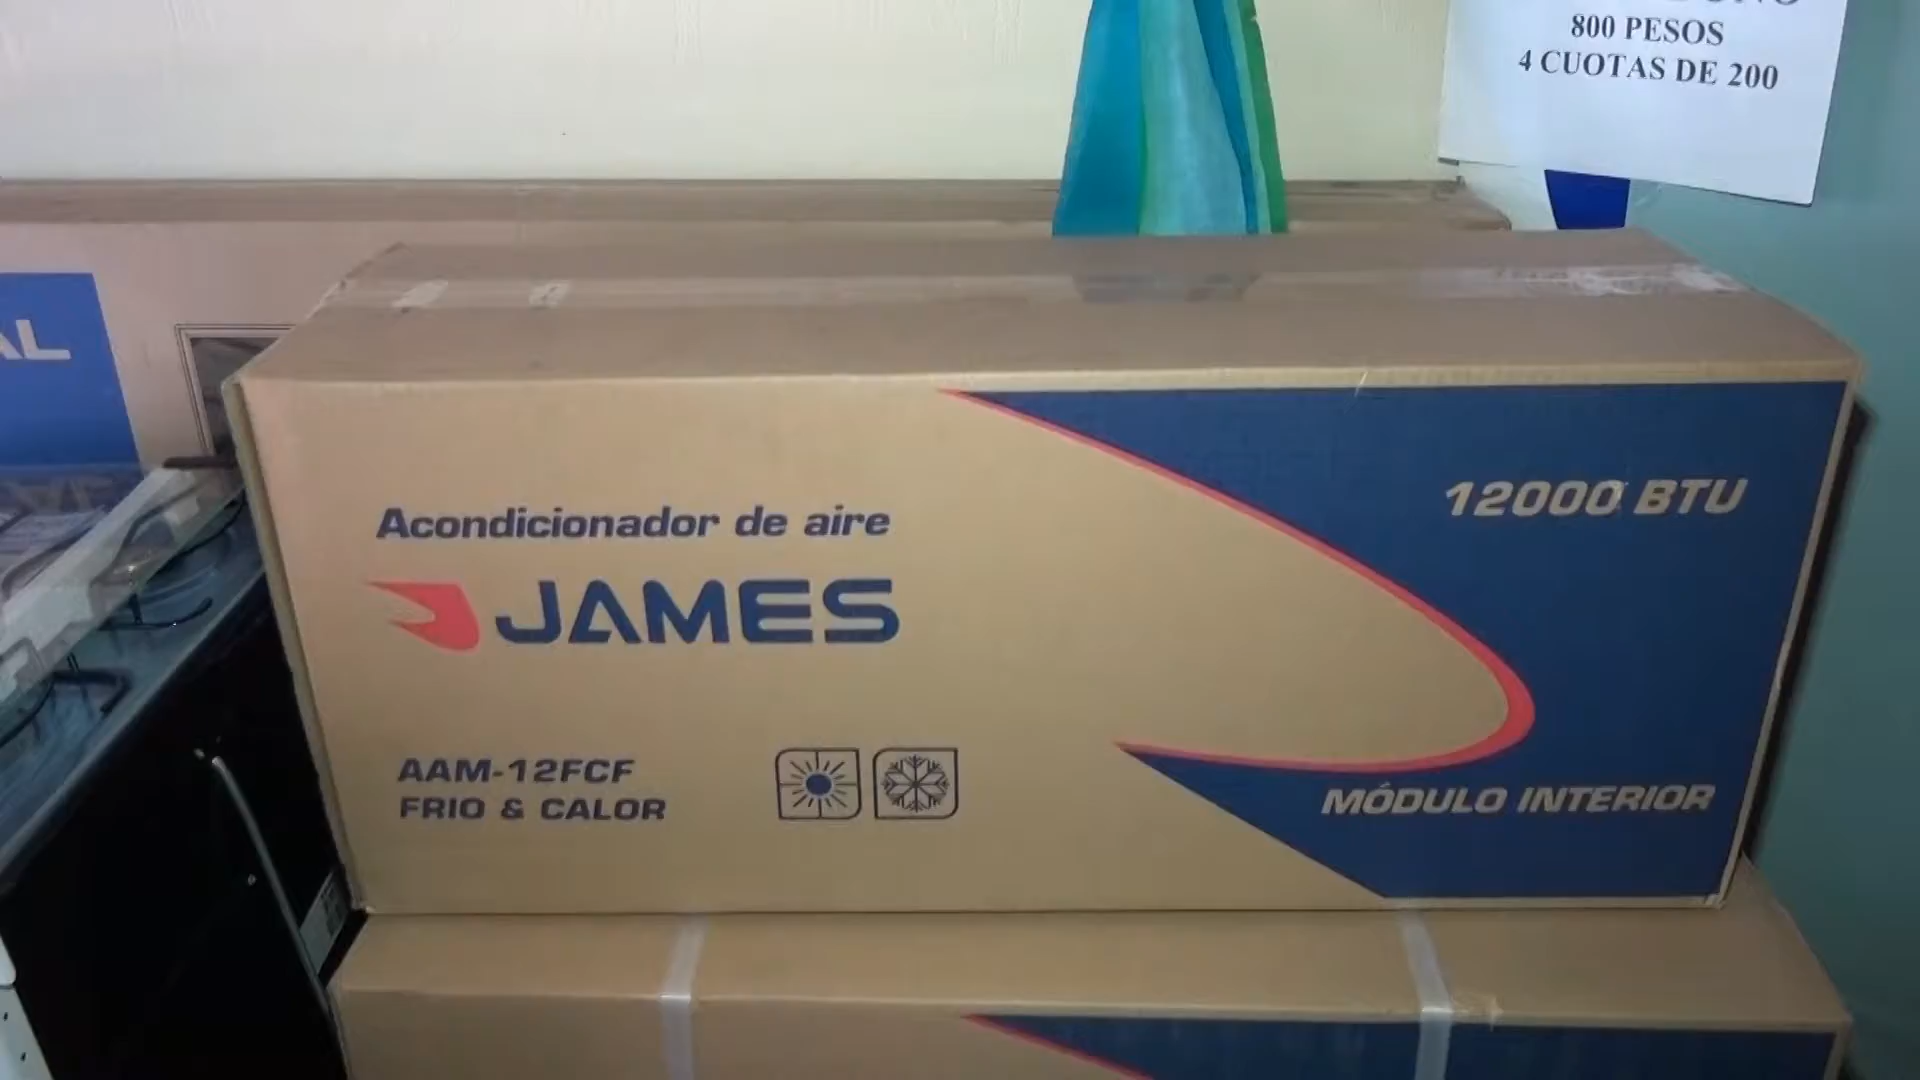 800 PESOS
4 CUOTAS DE 200
AL
12000 BTU
Acondicionador de aire
JAMES
AAM-12FCF
FRIO & CALOR
MÓDULO INTERIOR